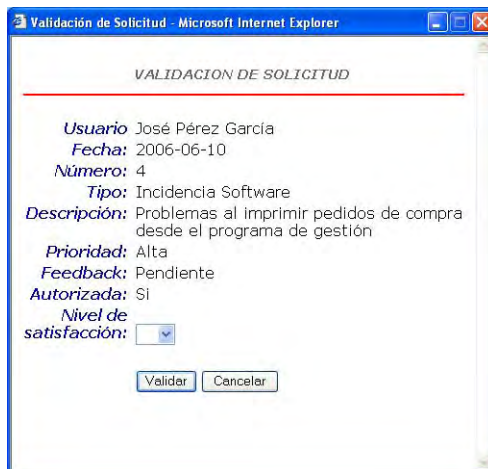 Validación de Solicitud - Microsoft Internet Explorer
VALIDACION DE SOLICITUD
Usuario José Pérez García
Fecha: 2006-06-10
Número: 4
Tipo: Incidencia Software
Descripción: Problemas al imprimir pedidos de compra
desde el programa de gestión
Prioridad: Alta
Feedback: Pendiente
Autorizada: Si
Nivel de
satisfacción:
Validar Cancelar